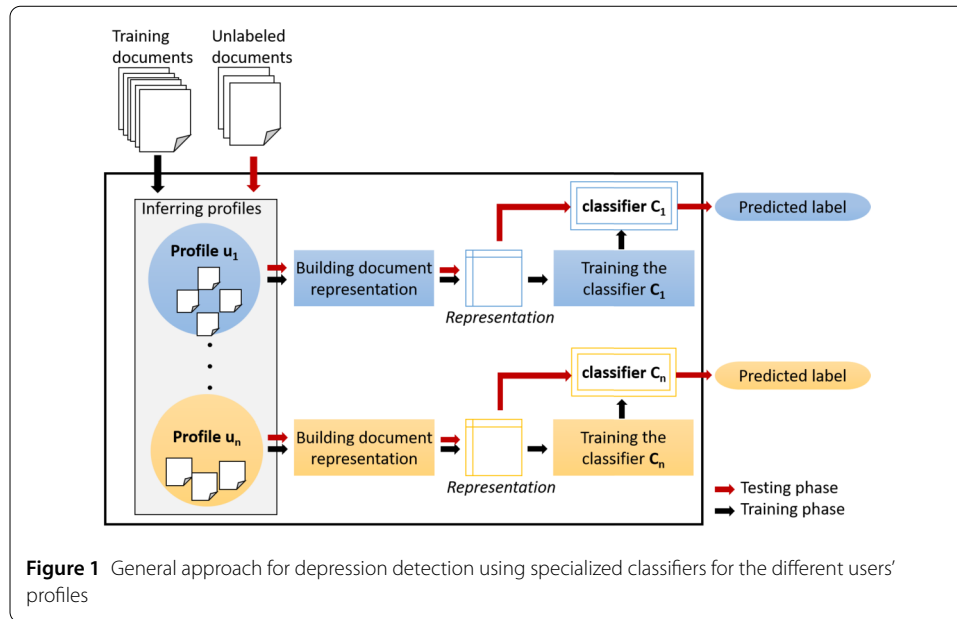 Training
documents
Unlabeled
documents
Inferring profiles
Profile u1
Building document
representation
Representation
Training the
classifier C1
classifier C1
Predicted label
Profile un
Building document
representation
Representation
Training the
classifier Cn
classifier Cn
Predicted label
Testing phase
Training phase
Figure 1 General approach for depression detection using specialized classifiers for the different users'
profiles